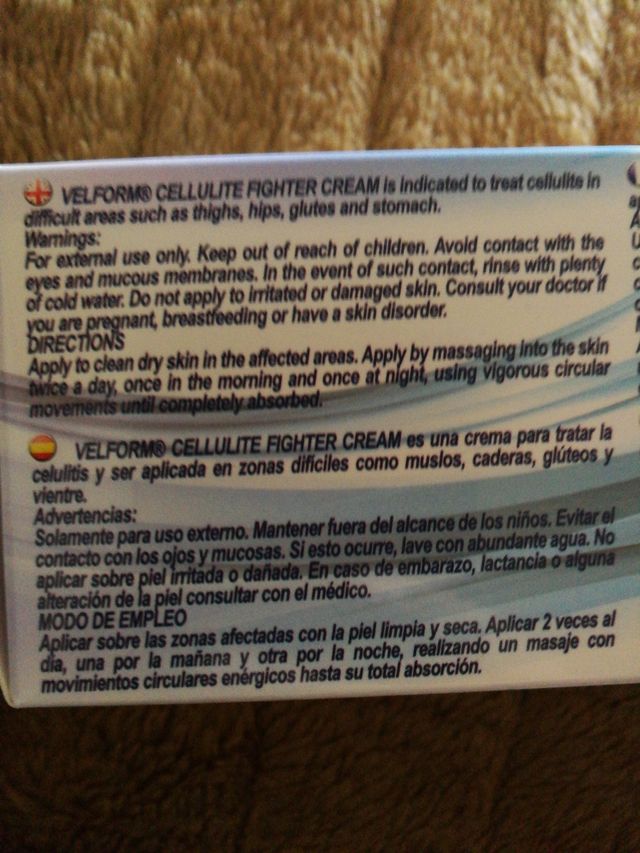 VELFORM® CELLULITE FIGHTER CREAM is indicated to treat cellulite in
difficult areas such as thighs, hips, glutes and stomach.
Warnings:
For external use only. Keep out of reach of children. Avoid contact with the
eyes and mucous membranes. In the event of such contact, rinse with plenty
of cold water. Do not apply to irritated or damaged skin. Consult your doctor if
you are pregnant, breastfeeding or have a skin disorder.
DIRECTIONS
Apply to clean dry skin in the affected areas. Apply by massaging into the skin
twice a day, once in the morning and once at night, using vigorous circular
movements until completely absorbed.
VELFORM® CELLULITE FIGHTER CREAM es una crema para tratar la
celulitis y ser aplicada en zonas difíciles como muslos, caderas, glúteos y
vientre.
Advertencias:
Solamente para uso externo. Mantener fuera del alcance de los niños. Evitar el
contacto con los ojos y mucosas. Si esto ocurre, lave con abundante agua. No
aplicar sobre piel irritada o dañada. En caso de embarazo, lactancia o alguna
alteración de la piel consultar con el médico.
MODO DE EMPLEO
Aplicar sobre las zonas afectadas con la piel limpia y seca. Aplicar 2 veces al
día, una por la mañana y otra por la noche, realizando un masaje con
movimientos circulares enérgicos hasta su total absorción.